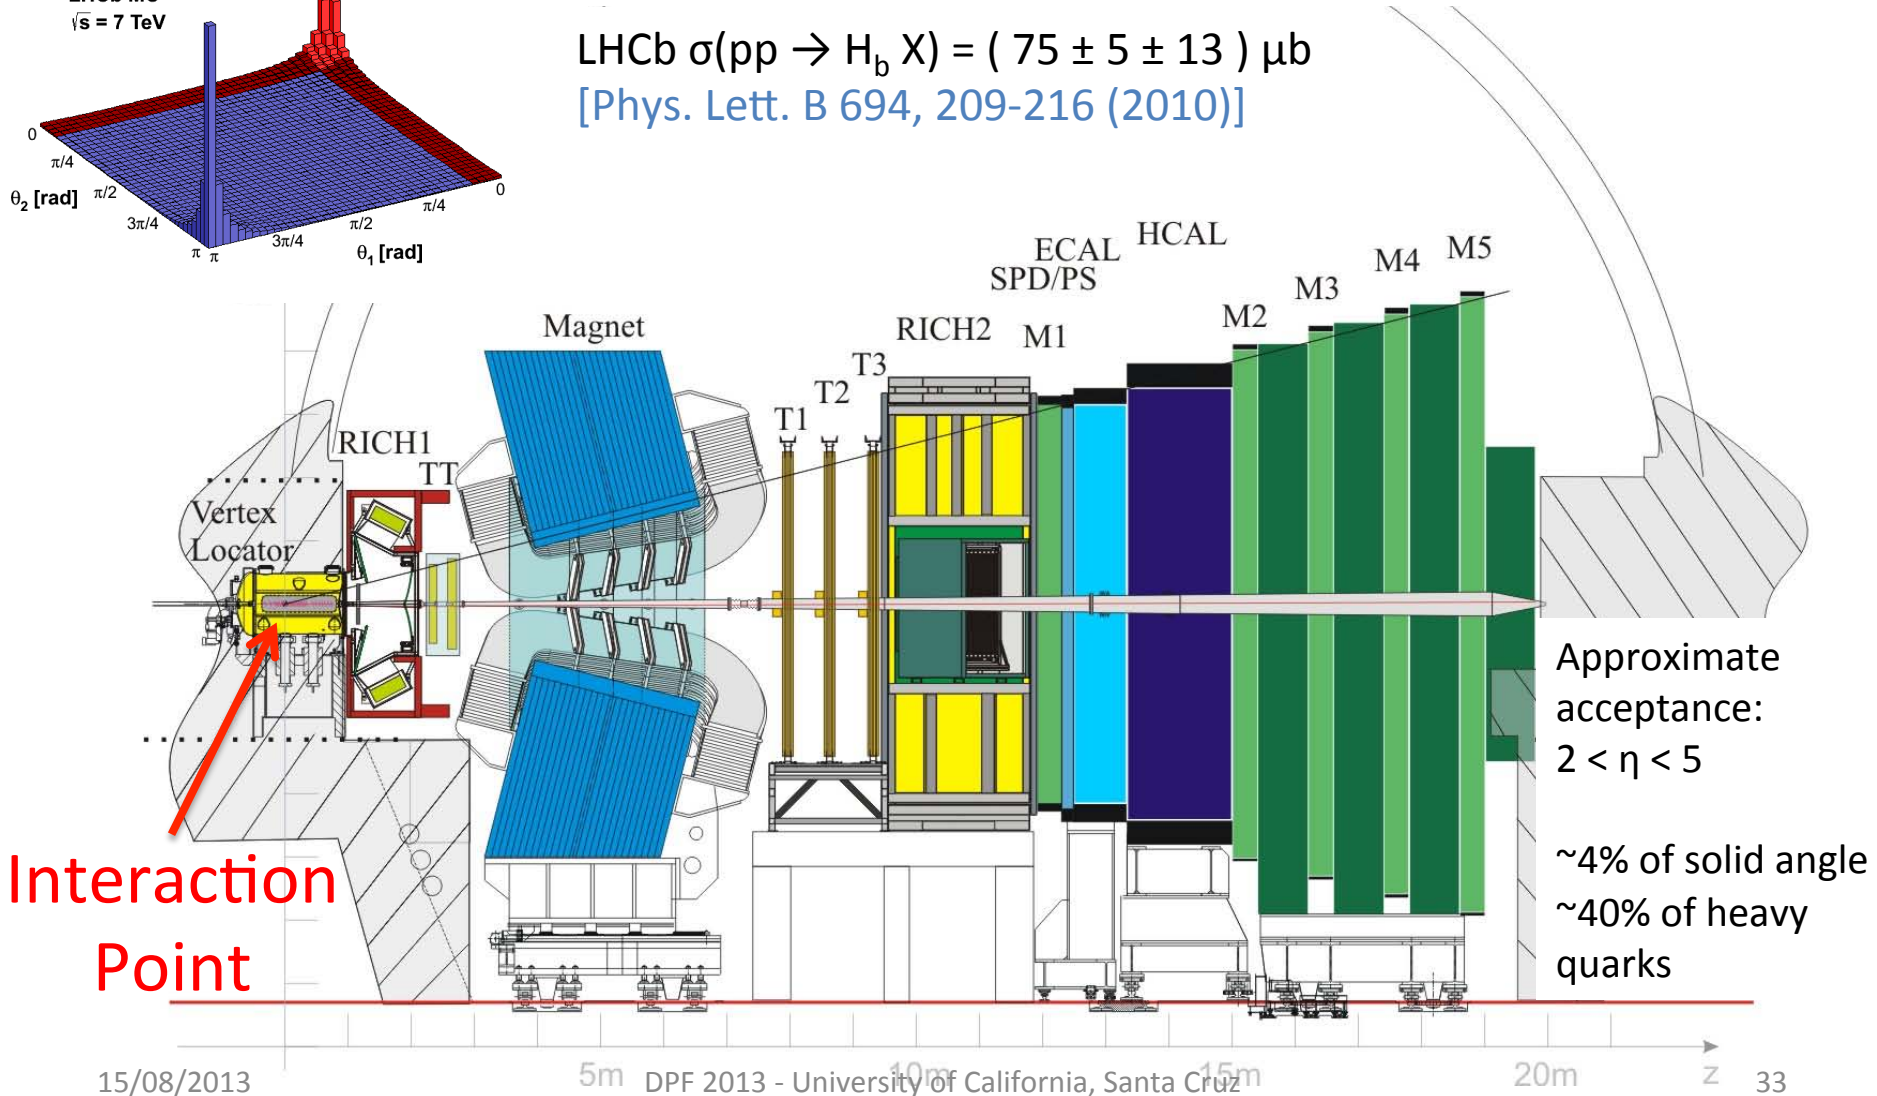 √s = 7 TeV
LHCb σ(pp → H_b X) = ( 75 ± 5 ± 13 ) μb
[Phys. Lett. B 694, 209-216 (2010)]
0
π/4
π/2
3π/4
π
θ₂ [rad]
π
3π/4
π/2
π/4
0
θ₁ [rad]
Vertex
Locator
RICH1
TT
Magnet
T1
T2
T3
RICH2
M1
SPD/PS
ECAL
HCAL
M2
M3
M4
M5
Interaction
Point
Approximate
acceptance:
2 < η < 5
~4% of solid angle
~40% of heavy
quarks
5m
10m
15m
20m
z
15/08/2013
DPF 2013 - University of California, Santa Cruz
33